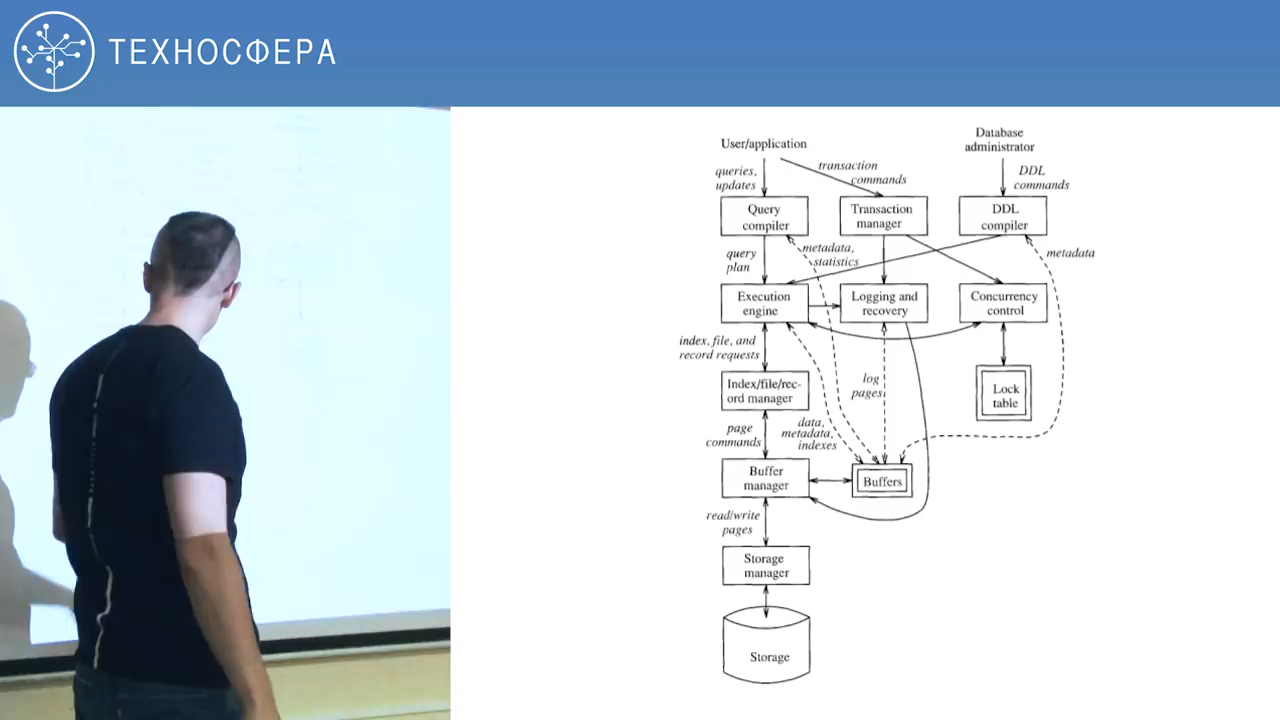 ТЕХНОСФЕРА
User/application
Database
administrator
queries,
updates
transaction
commands
DDL
commands
Query
compiler
Transaction
manager
DDL
compiler
query
plan
metadata,
statistics
metadata
Execution
engine
Logging and
recovery
Concurrency
control
index, file, and
record requests
Index/file/rec-
ord manager
log
pages
Lock
table
page
commands
data,
metadata,
indexes
Buffer
manager
Buffers
read/write
pages
Storage
manager
Storage